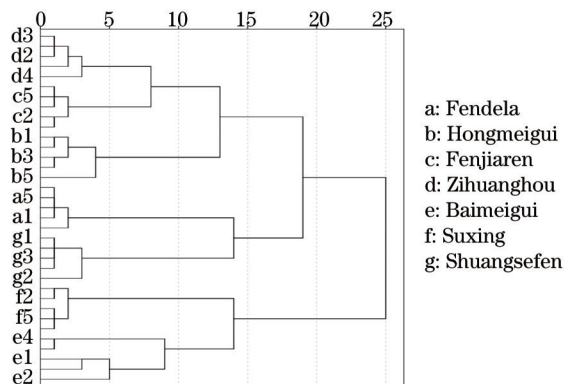 0 5 10 15 20 25
d3
d2
d4
c5
c2
b1
b3
b5
a5
a1
g1
g3
g2
f2
f5
e4
e1
e2
a: Fendela
b: Hongmeigui
c: Fenjiaren
d: Zihuanghou
e: Baimeigui
f: Suxing
g: Shuangsefen